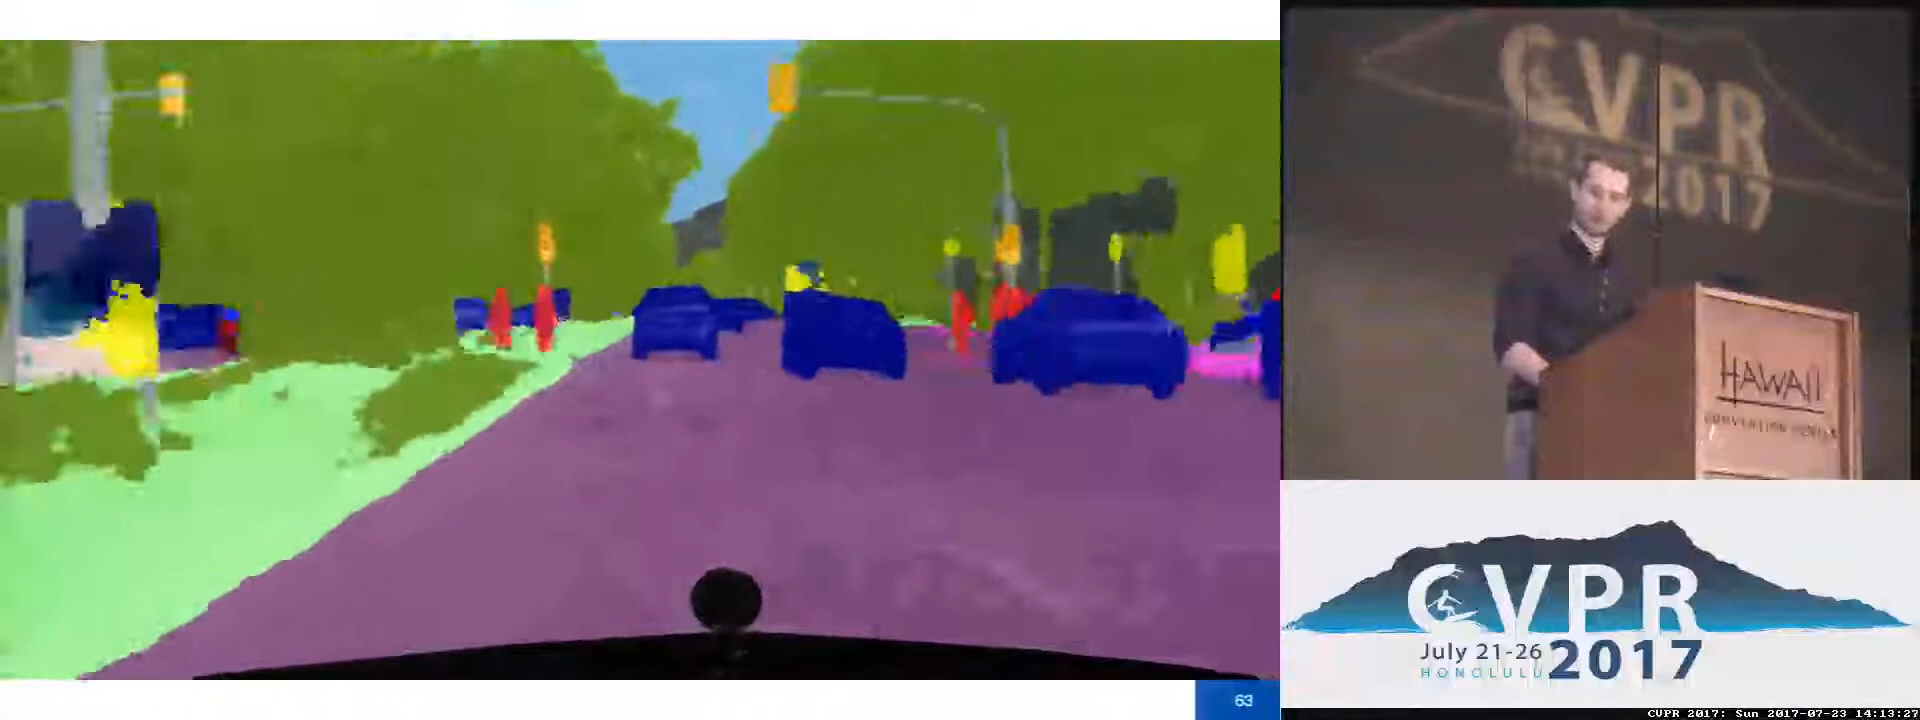 63
CVPR
2017
HAWAI'I
CONVENTION CENTER
CVPR
July 21-26
HONOLULU
2017
CVPR 2017: Sun 2017-07-23 14:13:27